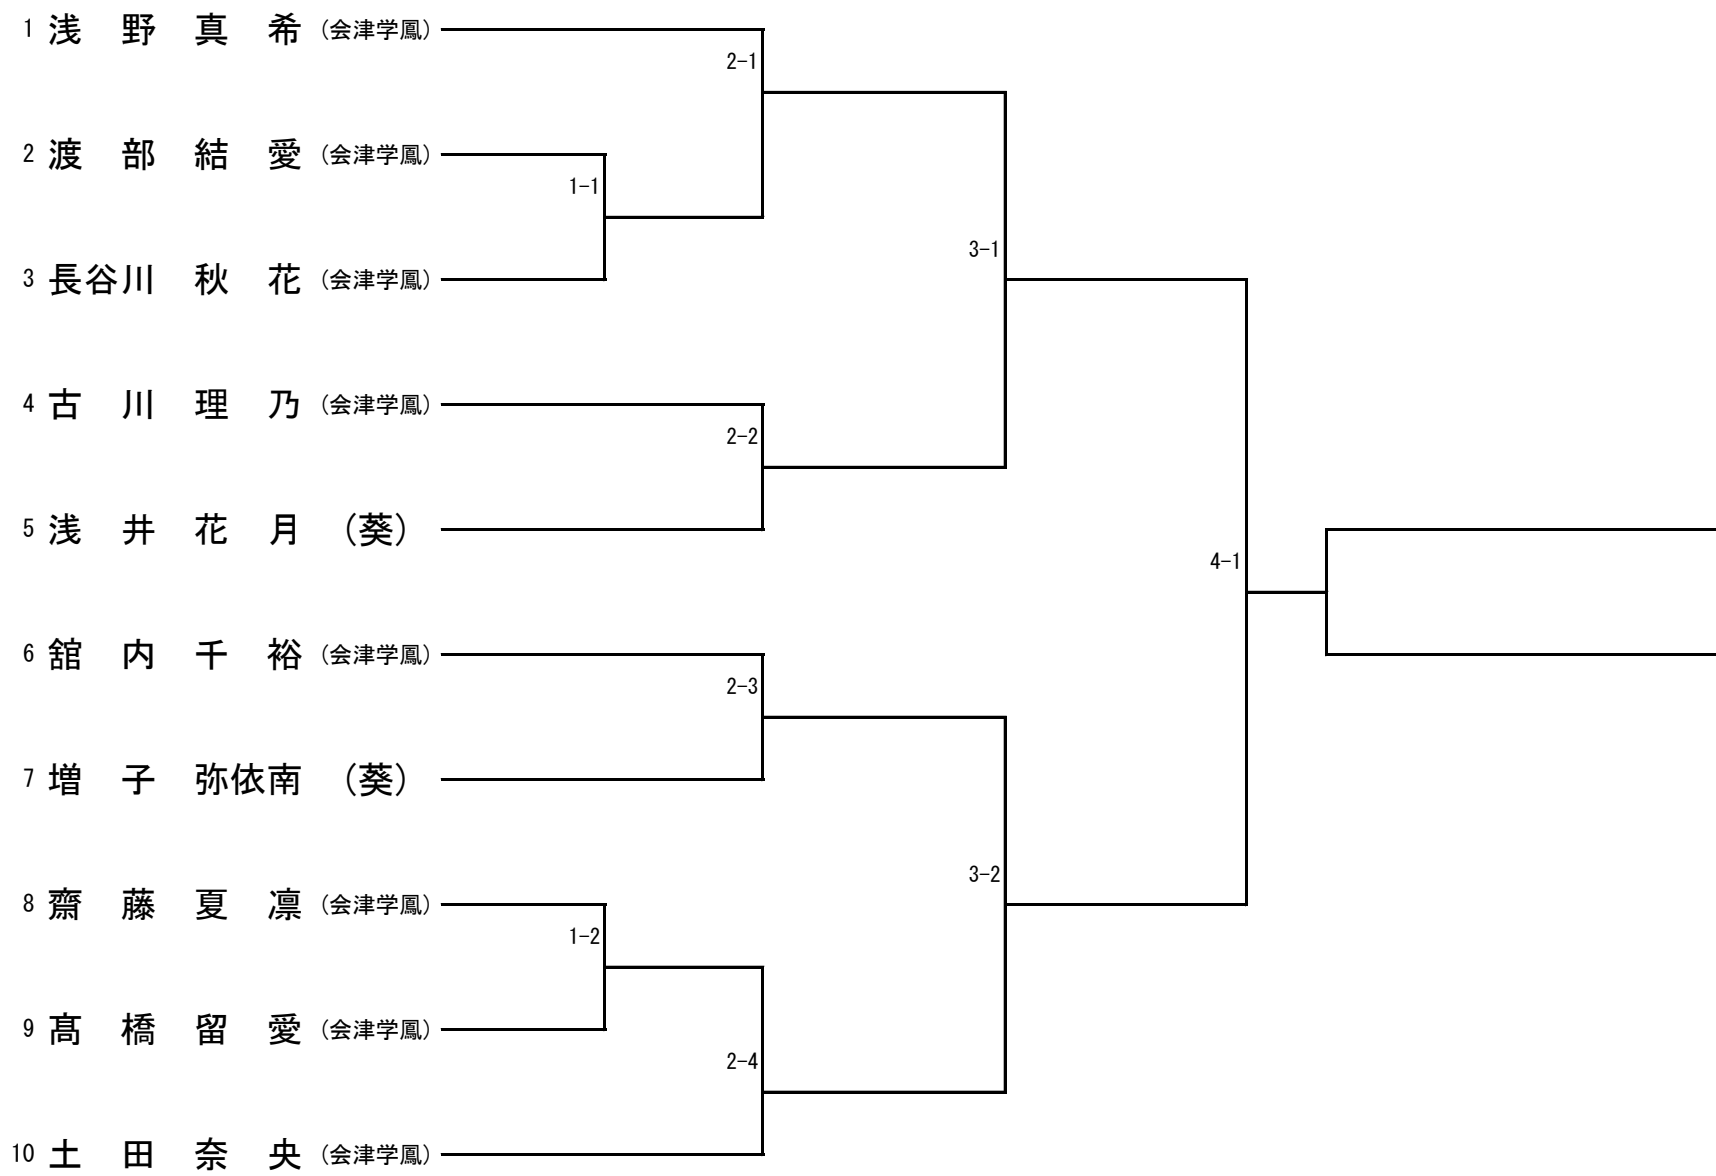 1 浅 野 真 希 (会津学鳳)
2-1
2 渡 部 結 愛 (会津学鳳)
1-1
3-1
3 長谷川 秋 花 (会津学鳳)
4 古 川 理 乃 (会津学鳳)
2-2
5 浅 井 花 月 (葵)
4-1
6 舘 内 千 裕 (会津学鳳)
2-3
7 増 子 弥依南 (葵)
3-2
8 齋 藤 夏 凛 (会津学鳳)
1-2
9 髙 橋 留 愛 (会津学鳳)
2-4
10 土 田 奈 央 (会津学鳳)